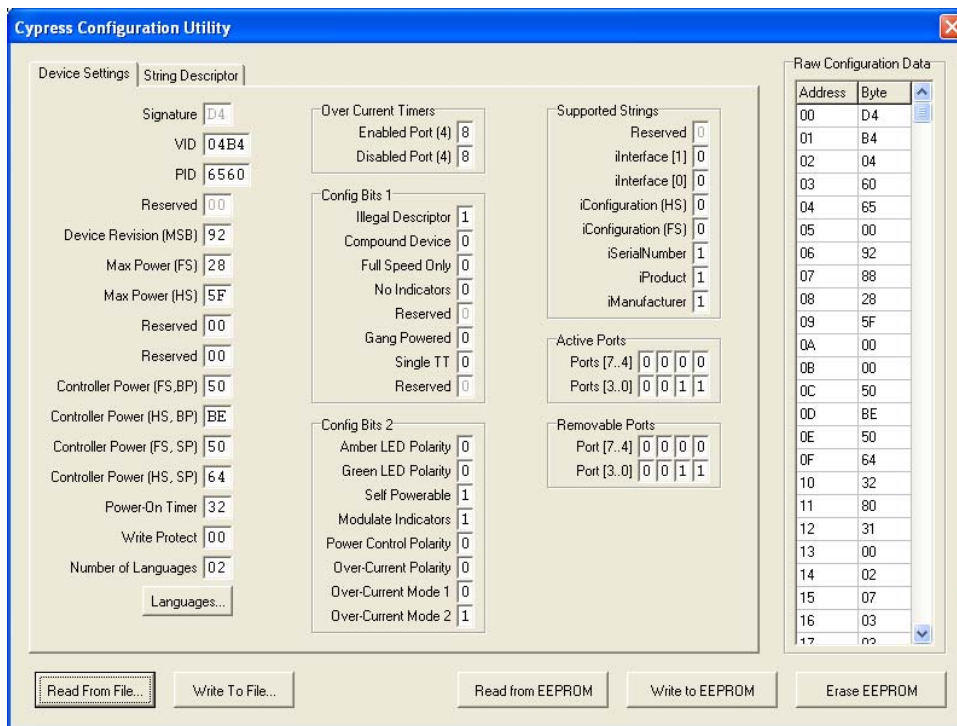 Cypress Configuration Utility
Device Settings
String Descriptor
Signature D4
VID 04B4
PID 6560
Reserved 00
Device Revision (MSB) 92
Max Power (FS) 28
Max Power (HS) 5F
Reserved 00
Reserved 00
Controller Power (FS,BP) 50
Controller Power (HS, BP) BE
Controller Power (FS, SP) 50
Controller Power (HS, SP) 64
Power-On Timer 32
Write Protect 00
Number of Languages 02
Languages...
Over Current Timers
Enabled Port (4) 8
Disabled Port (4) 8
Config Bits 1
Illegal Descriptor 1
Compound Device 0
Full Speed Only 0
No Indicators 0
Reserved 0
Gang Powered 0
Single TT 0
Reserved 0
Config Bits 2
Amber LED Polarity 0
Green LED Polarity 0
Self Powerable 1
Modulate Indicators 1
Power Control Polarity 0
Over-Current Polarity 0
Over-Current Mode 1 0
Over-Current Mode 2 1
Supported Strings
Reserved 0
iInterface [1] 0
iInterface [0] 0
iConfiguration (HS) 0
iConfiguration (FS) 0
iSerialNumber 1
iProduct 1
iManufacturer 1
Active Ports
Ports [7..4] 0 0 0 0
Ports [3..0] 0 0 1 1
Removable Ports
Port [7..4] 0 0 0 0
Port [3..0] 0 0 1 1
Raw Configuration Data
Address Byte
00 D4
01 B4
02 04
03 60
04 65
05 00
06 92
07 88
08 28
09 5F
0A 00
0B 00
0C 50
0D BE
0E 50
0F 64
10 32
11 80
12 31
13 00
14 02
15 07
16 03
Read From File...
Write To File...
Read from EEPROM
Write to EEPROM
Erase EEPROM